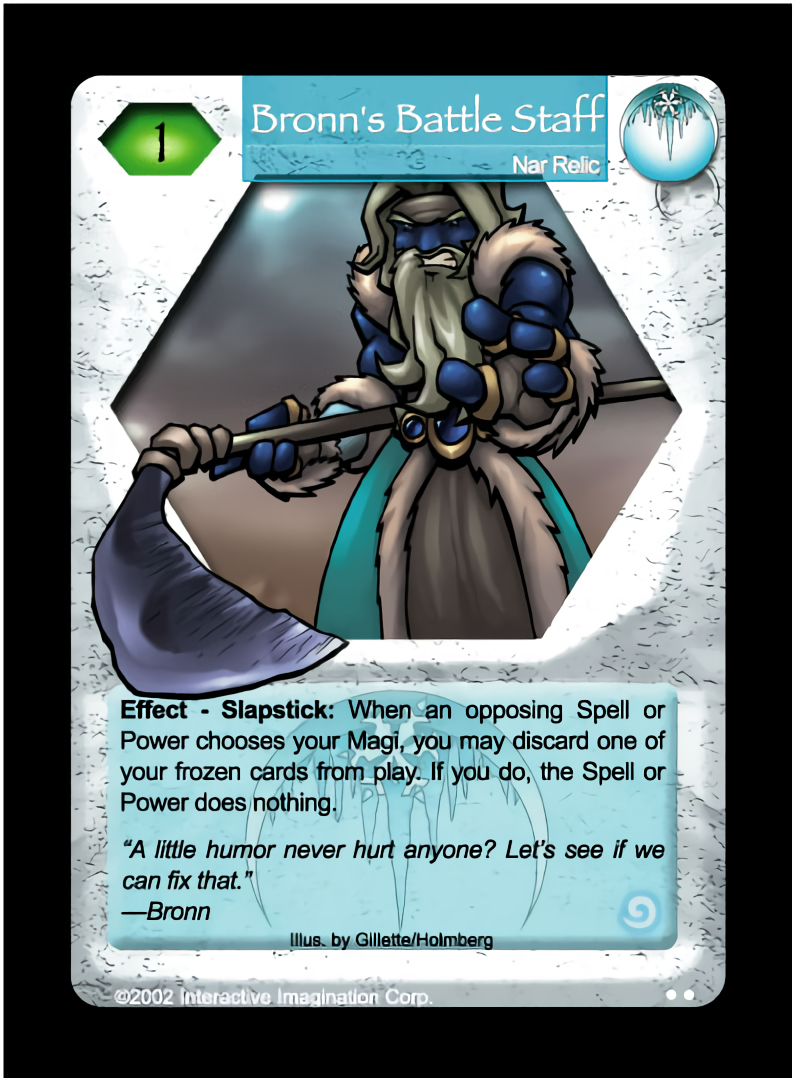 1
Bronn's Battle Staff
Nar Relic
Effect - Slapstick: When an opposing Spell or
Power chooses your Magi, you may discard one of
your frozen cards from play. If you do, the Spell or
Power does nothing.
“A little humor never hurt anyone? Let's see if we
can fix that.”
—Bronn
Illus. by Gillette/Holmberg
©2002 Interactive Imagination Corp.